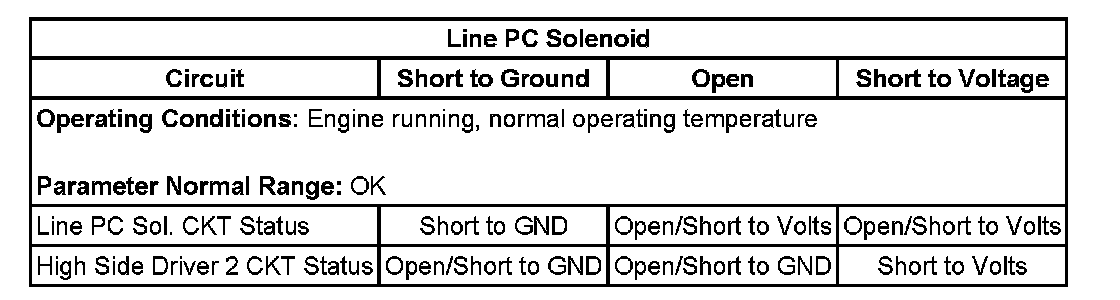 Line PC Solenoid
Circuit Short to Ground Open Short to Voltage
Operating Conditions: Engine running, normal operating temperature
Parameter Normal Range: OK
Line PC Sol. CKT Status Short to GND Open/Short to Volts Open/Short to Volts
High Side Driver 2 CKT Status Open/Short to GND Open/Short to GND Short to Volts